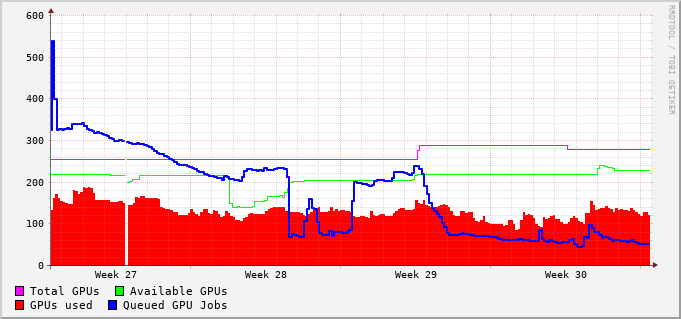 600
500
400
300
200
100
0
Week 27 Week 28 Week 29 Week 30
Total GPUs Available GPUs
GPUs used Queued GPU Jobs
RRDTOOL / TOBI OETIKER